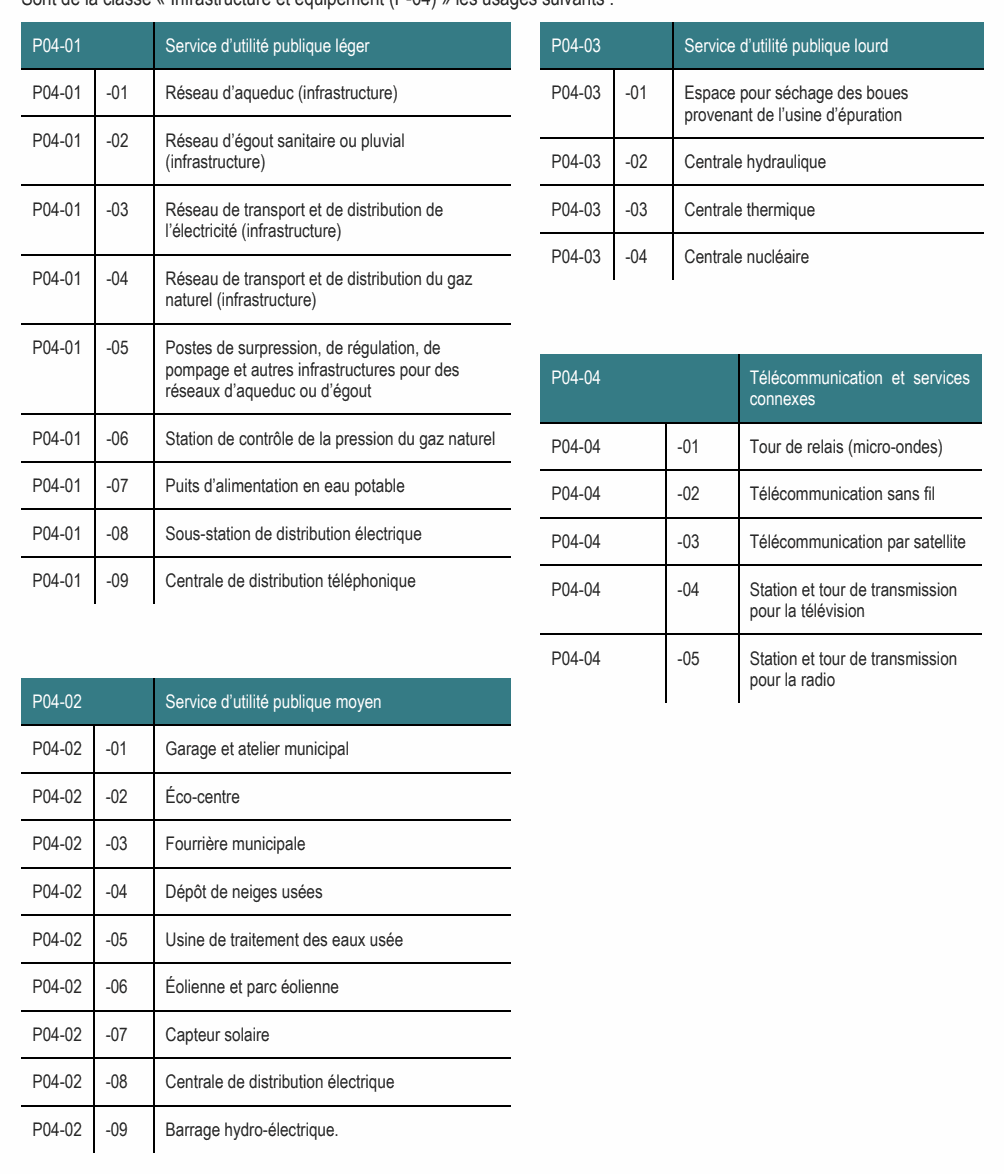 Sont de la classe « Infrastructure et équipement (P-04) » les usages suivants :
P04-01 Service d'utilité publique léger
P04-01 -01 Réseau d'aqueduc (infrastructure)
P04-01 -02 Réseau d'égout sanitaire ou pluvial
(infrastructure)
P04-01 -03 Réseau de transport et de distribution de
l'électricité (infrastructure)
P04-01 -04 Réseau de transport et de distribution du gaz
naturel (infrastructure)
P04-01 -05 Postes de surpression, de régulation, de
pompage et autres infrastructures pour des
réseaux d'aqueduc ou d'égout
P04-01 -06 Station de contrôle de la pression du gaz naturel
P04-01 -07 Puits d'alimentation en eau potable
P04-01 -08 Sous-station de distribution électrique
P04-01 -09 Centrale de distribution téléphonique
P04-02 Service d'utilité publique moyen
P04-02 -01 Garage et atelier municipal
P04-02 -02 Éco-centre
P04-02 -03 Fourrière municipale
P04-02 -04 Dépôt de neiges usées
P04-02 -05 Usine de traitement des eaux usée
P04-02 -06 Éolienne et parc éolienne
P04-02 -07 Capteur solaire
P04-02 -08 Centrale de distribution électrique
P04-02 -09 Barrage hydro-électrique.
P04-03 Service d'utilité publique lourd
P04-03 -01 Espace pour séchage des boues
provenant de l'usine d'épuration
P04-03 -02 Centrale hydraulique
P04-03 -03 Centrale thermique
P04-03 -04 Centrale nucléaire
P04-04 Télécommunication et services
connexes
P04-04 -01 Tour de relais (micro-ondes)
P04-04 -02 Télécommunication sans fil
P04-04 -03 Télécommunication par satellite
P04-04 -04 Station et tour de transmission
pour la télévision
P04-04 -05 Station et tour de transmission
pour la radio